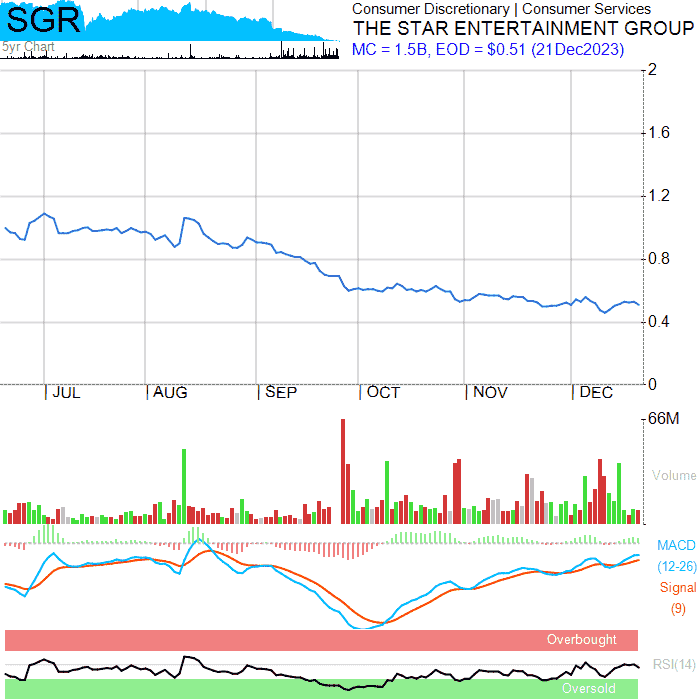 SGR
5yr Chart
Consumer Discretionary | Consumer Services
THE STAR ENTERTAINMENT GROUP
MC = 1.5B, EOD = $0.51 (21Dec2023)
2
1.6
1.2
0.8
0.4
0
| JUL | AUG | SEP | OCT | NOV | DEC
66M
Volume
MACD
(12-26)
Signal
(9)
Overbought
RSI(14)
Oversold